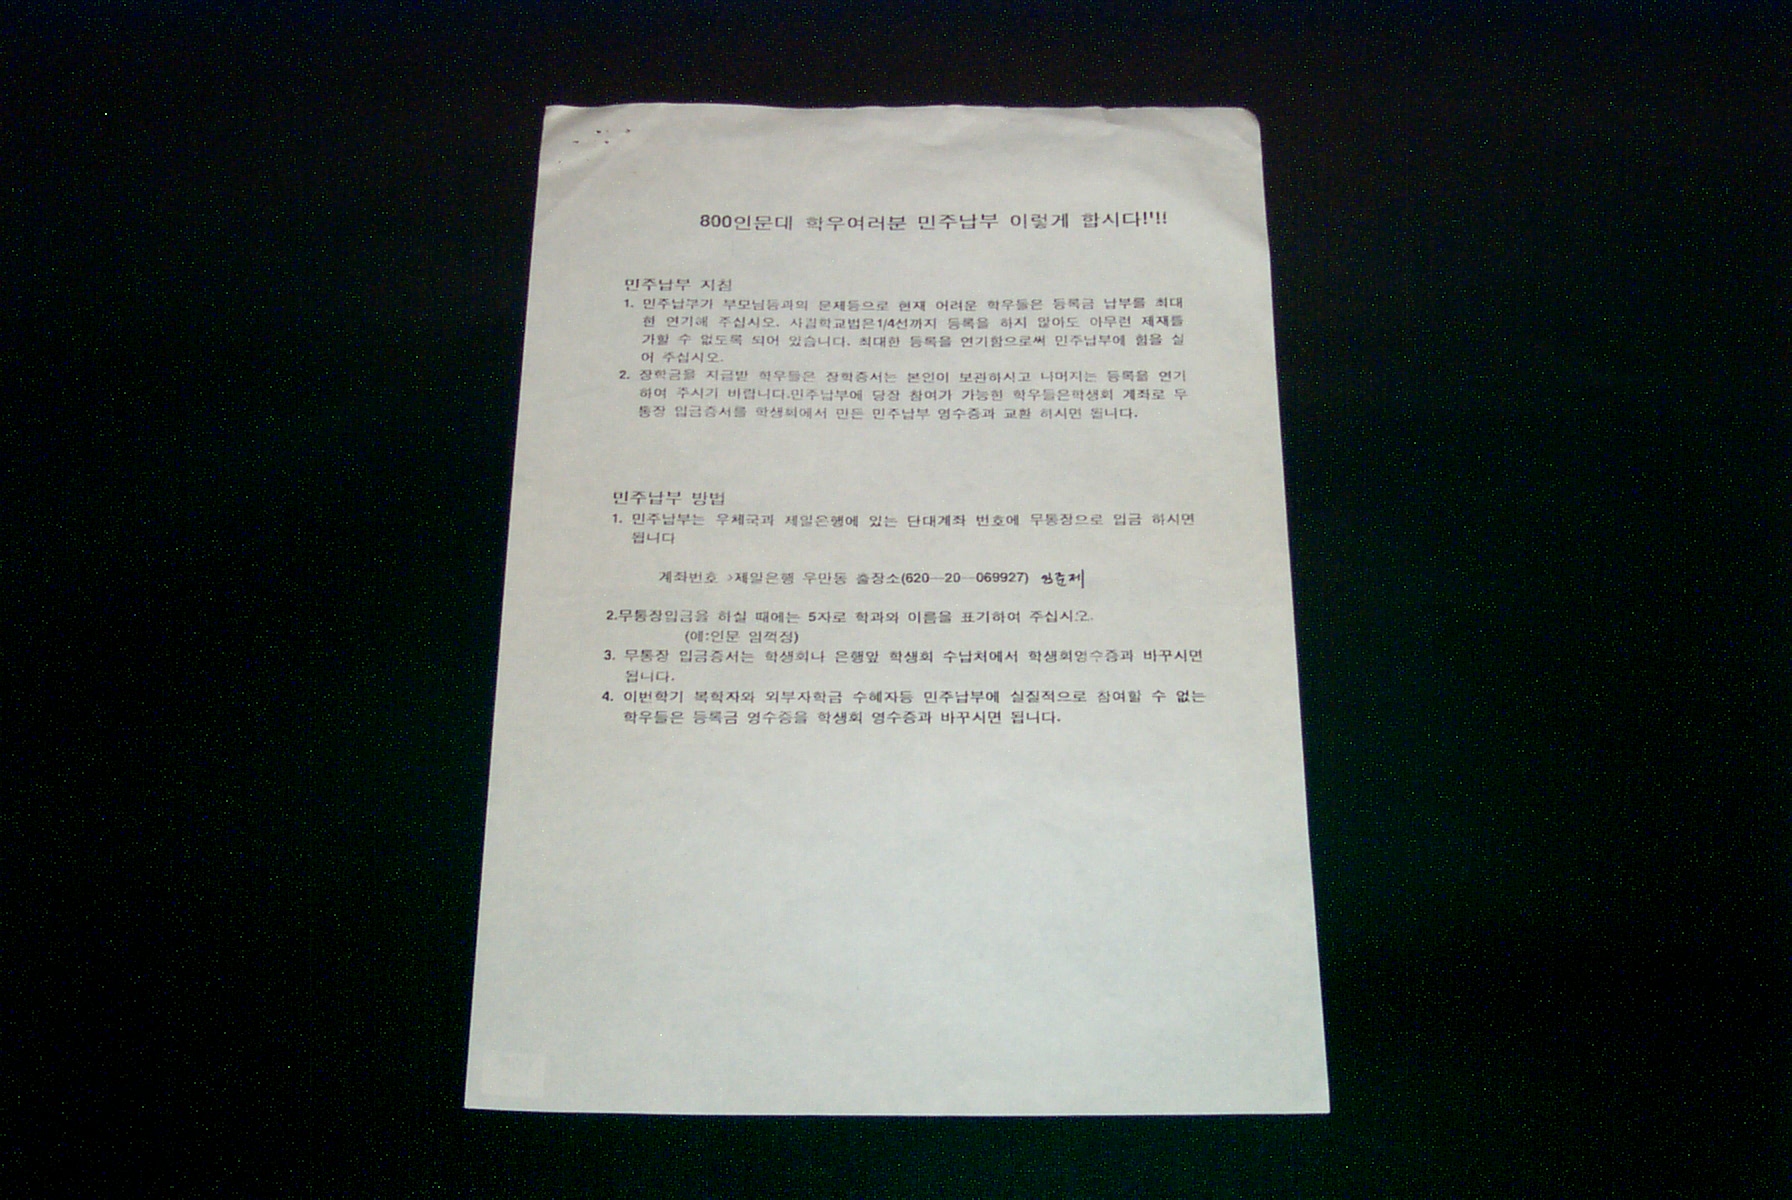 800인문대 학우여러분 민주납부 이렇게 합시다!!!!
민주납부 지침
1. 민주납부가 부모님등과의 문제등으로 현재 어려운 학우들은 등록금 납부를 최대
한 연기해 주십시오. 사립학교법은1/4선까지 등록을 하지 않아도 아무런 제재를
가할 수 없도록 되어 있습니다. 최대한 등록을 연기함으로써 민주납부에 힘을 실
어 주십시오.
2. 장학금을 지급받 학우들은 장학증서는 본인이 보관하시고 나머지는 등록을 연기
하여 주시기 바랍니다.민주납부에 당장 참여가 가능한 학우들은학생회 계좌로 무
통장 입금증서를 학생회에서 만든 민주납부 영수증과 교환 하시면 됩니다.
민주납부 방법
1. 민주납부는 우체국과 제일은행에 있는 단대계좌 번호에 무통장으로 입금 하시면
됩니다
계좌번호 >제일은행 우만동 출장소(620-20-069927)
2.무통장입금을 하실 때에는 5자로 학과와 이름을 표기하여 주십시오.
(예:인문 임꺽정)
3. 무통장 입금증서는 학생회나 은행앞 학생회 수납처에서 학생회영수증과 바꾸시면
됩니다.
4. 이번학기 복학자와 외부자학금 수혜자등 민주납부에 실질적으로 참여할 수 없는
학우들은 등록금 영수증을 학생회 영수증과 바꾸시면 됩니다.